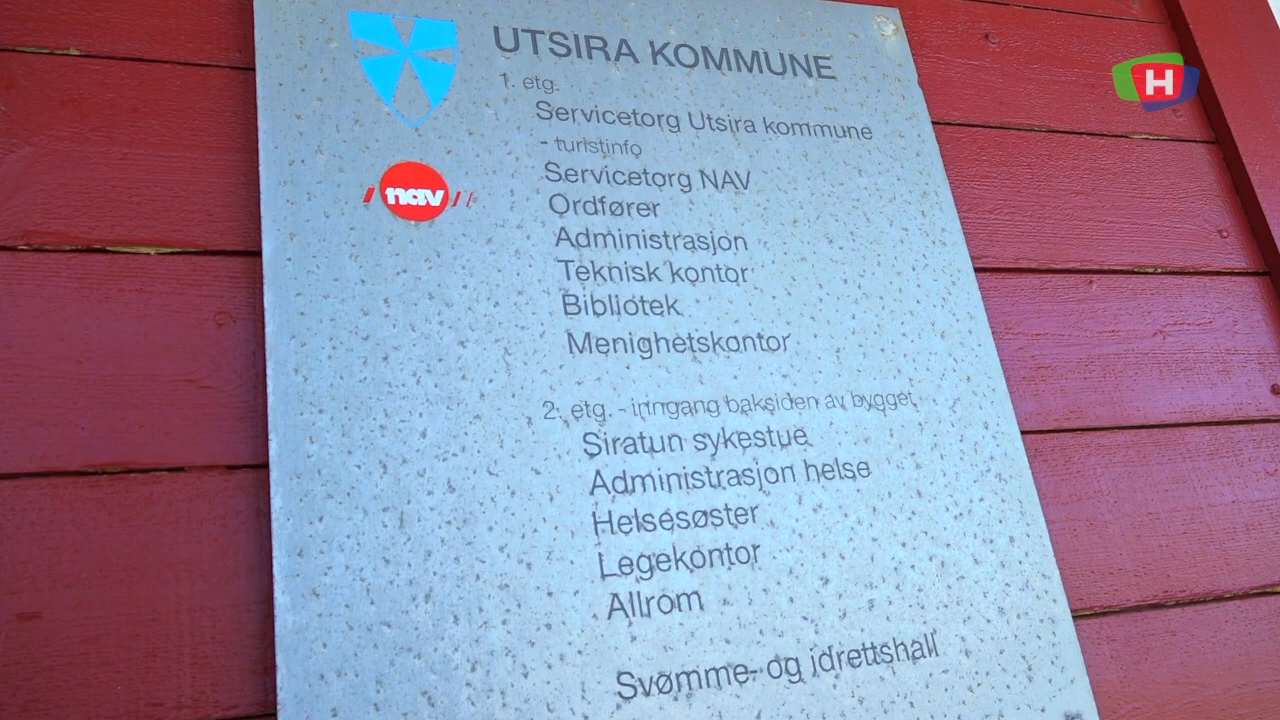 UTSIRA KOMMUNE
1. etg.
Servicetorg Utsira kommune
- turistinfo
nav
Servicetorg NAV
Ordfører
Administrasjon
Teknisk kontor
Bibliotek
Menighetskontor
2. etg. - inngang baksiden av bygget
Siratun sykestue
Administrasjon helse
Helsesøster
Legekontor
Allrom
Svømme- og idrettshall
H